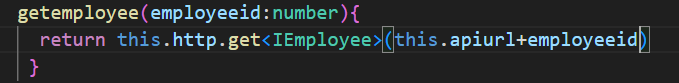 getemployee(employeeid:number){
return this.http.get<IEmployee>(this.apiurl+employeeid)
}